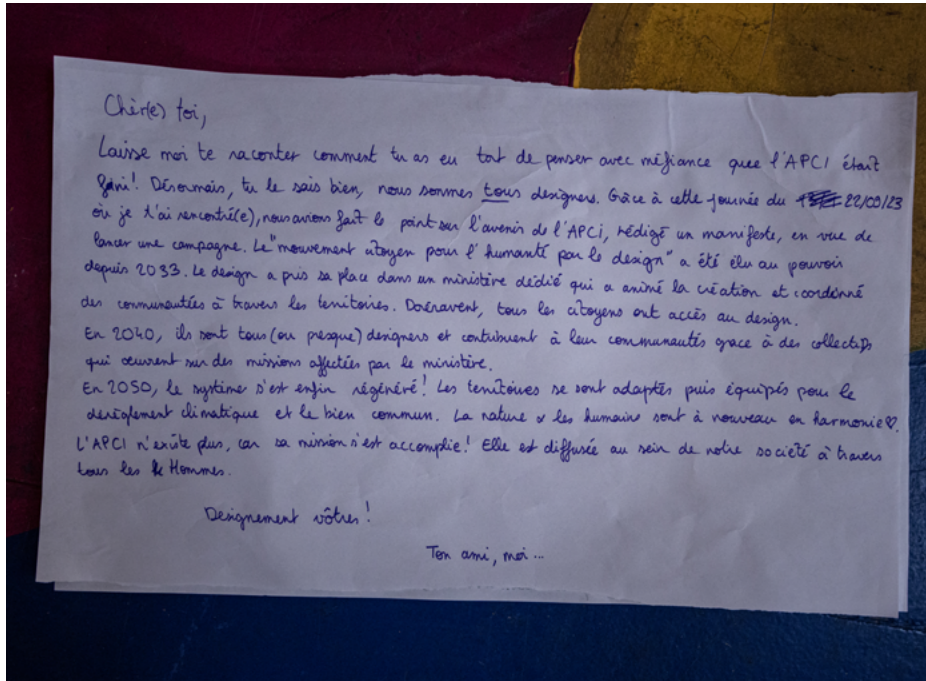 Chèr(e) toi,
Laisse moi te raconter comment tu as eu tort de penser avec méfiance que l'APCI était
fini! Désormais, tu le sais bien, nous sommes tous designers. Grâce à cette journée du 22/09/23
où je t'ai rencontré(e), nous avions fait le point sur l'avenir de l'APCI, rédigé un manifeste, en vue de
lancer une campagne. Le "mouvement citoyen pour l'humanité par le design" a été élu au pouvoir
depuis 2033. Le design a pris sa place dans un ministère dédié qui a animé la création et coordonné
des communautées à travers les territoires. Dorénavent, tous les citoyens ont accès au design.
En 2040, ils sont tous (ou presque) designers et contribuent à leur communautés grace à des collectifs
qui œuvrent sur des missions affectées par le ministère.
En 2050, le système s'est enfin régénéré! Les territoires se sont adaptés puis équipés pour le
dérèglement climatique et le bien commun. La nature & les humains sont à nouveau en harmonie♡.
L'APCI n'existe plus, car sa mission s'est accomplie! Elle est diffusée au sein de notre société à travers
tous les Hommes.
Designement vôtres!
Ton ami, moi...